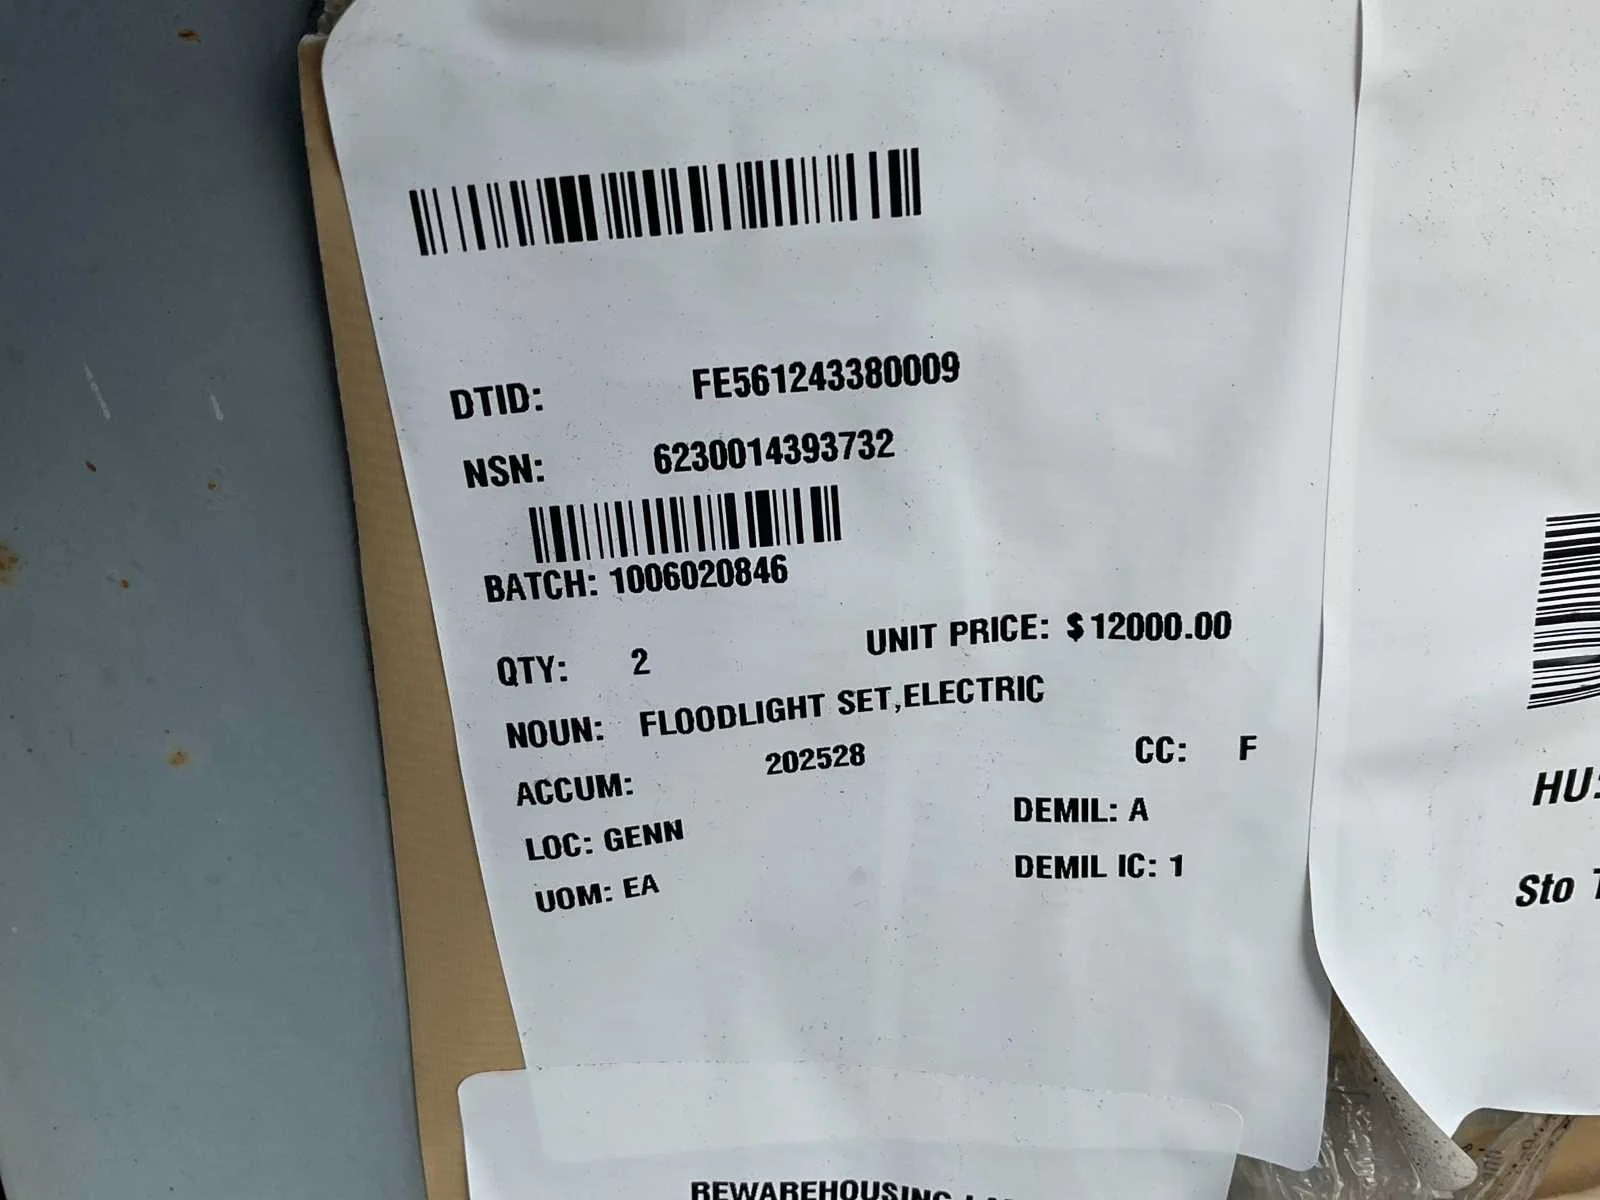 DTID: FE561243380009
NSN: 6230014393732
BATCH: 1006020846
QTY: 2 UNIT PRICE: $12000.00
NOUN: FLOODLIGHT SET,ELECTRIC
ACCUM: 202528 CC: F
LOC: GENN DEMIL: A
UOM: EA DEMIL IC: 1
REWAREHOUSING
HU
Sto